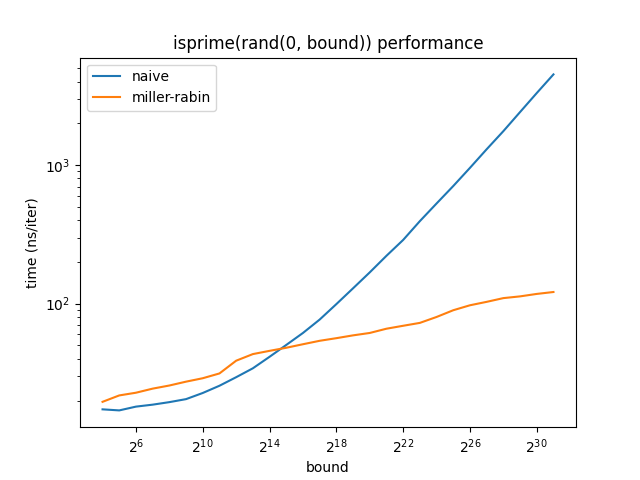 isprime(rand(0, bound)) performance
naive
miller-rabin
10³
10²
time (ns/iter)
2⁶
2¹⁰
2¹⁴
2¹⁸
2²²
2²⁶
2³⁰
bound